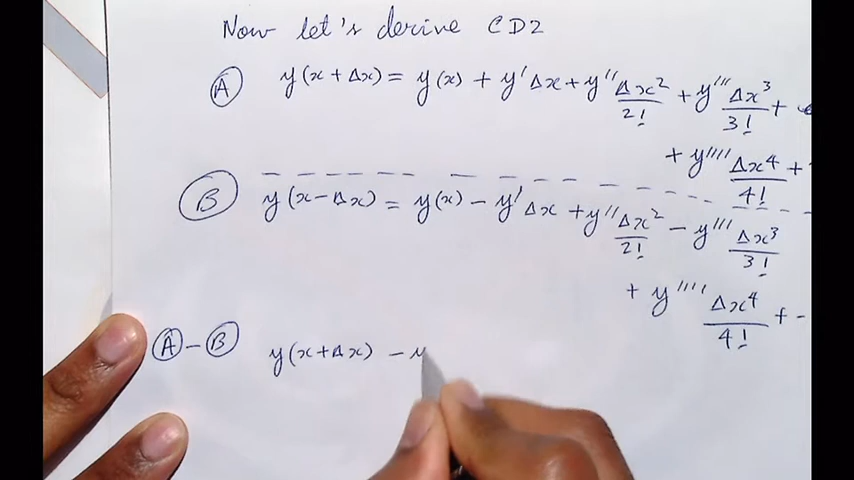 Now let's derive CD2
Ⓐ y(x + Δx) = y(x) + y' Δx + y'' Δx²/2! + y''' Δx³/3! +
+ y'''' Δx⁴/4! +
Ⓑ y(x - Δx) = y(x) - y' Δx + y'' Δx²/2! - y''' Δx³/3!
+ y'''' Δx⁴/4! + -
Ⓐ - Ⓑ y(x+Δx) - y